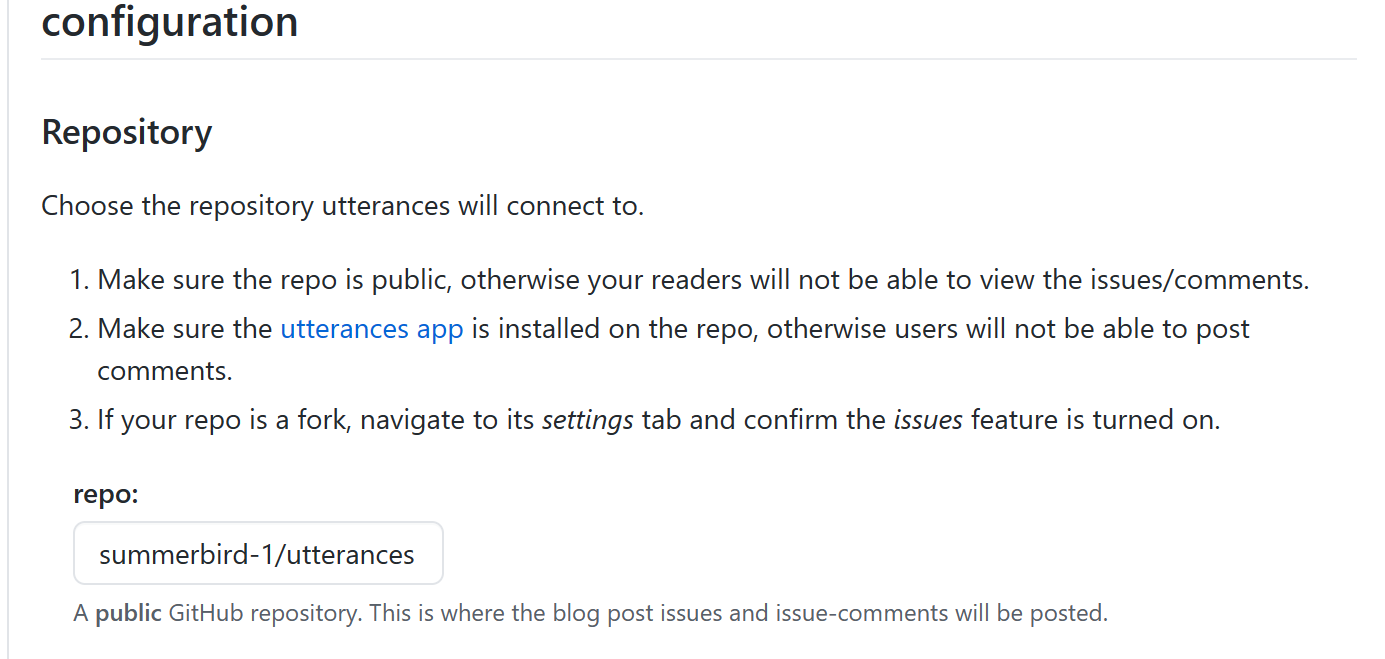 configuration
Repository
Choose the repository utterances will connect to.
1. Make sure the repo is public, otherwise your readers will not be able to view the issues/comments.
2. Make sure the utterances app is installed on the repo, otherwise users will not be able to post
comments.
3. If your repo is a fork, navigate to its settings tab and confirm the issues feature is turned on.
repo:
summerbird-1/utterances
A public GitHub repository. This is where the blog post issues and issue-comments will be posted.